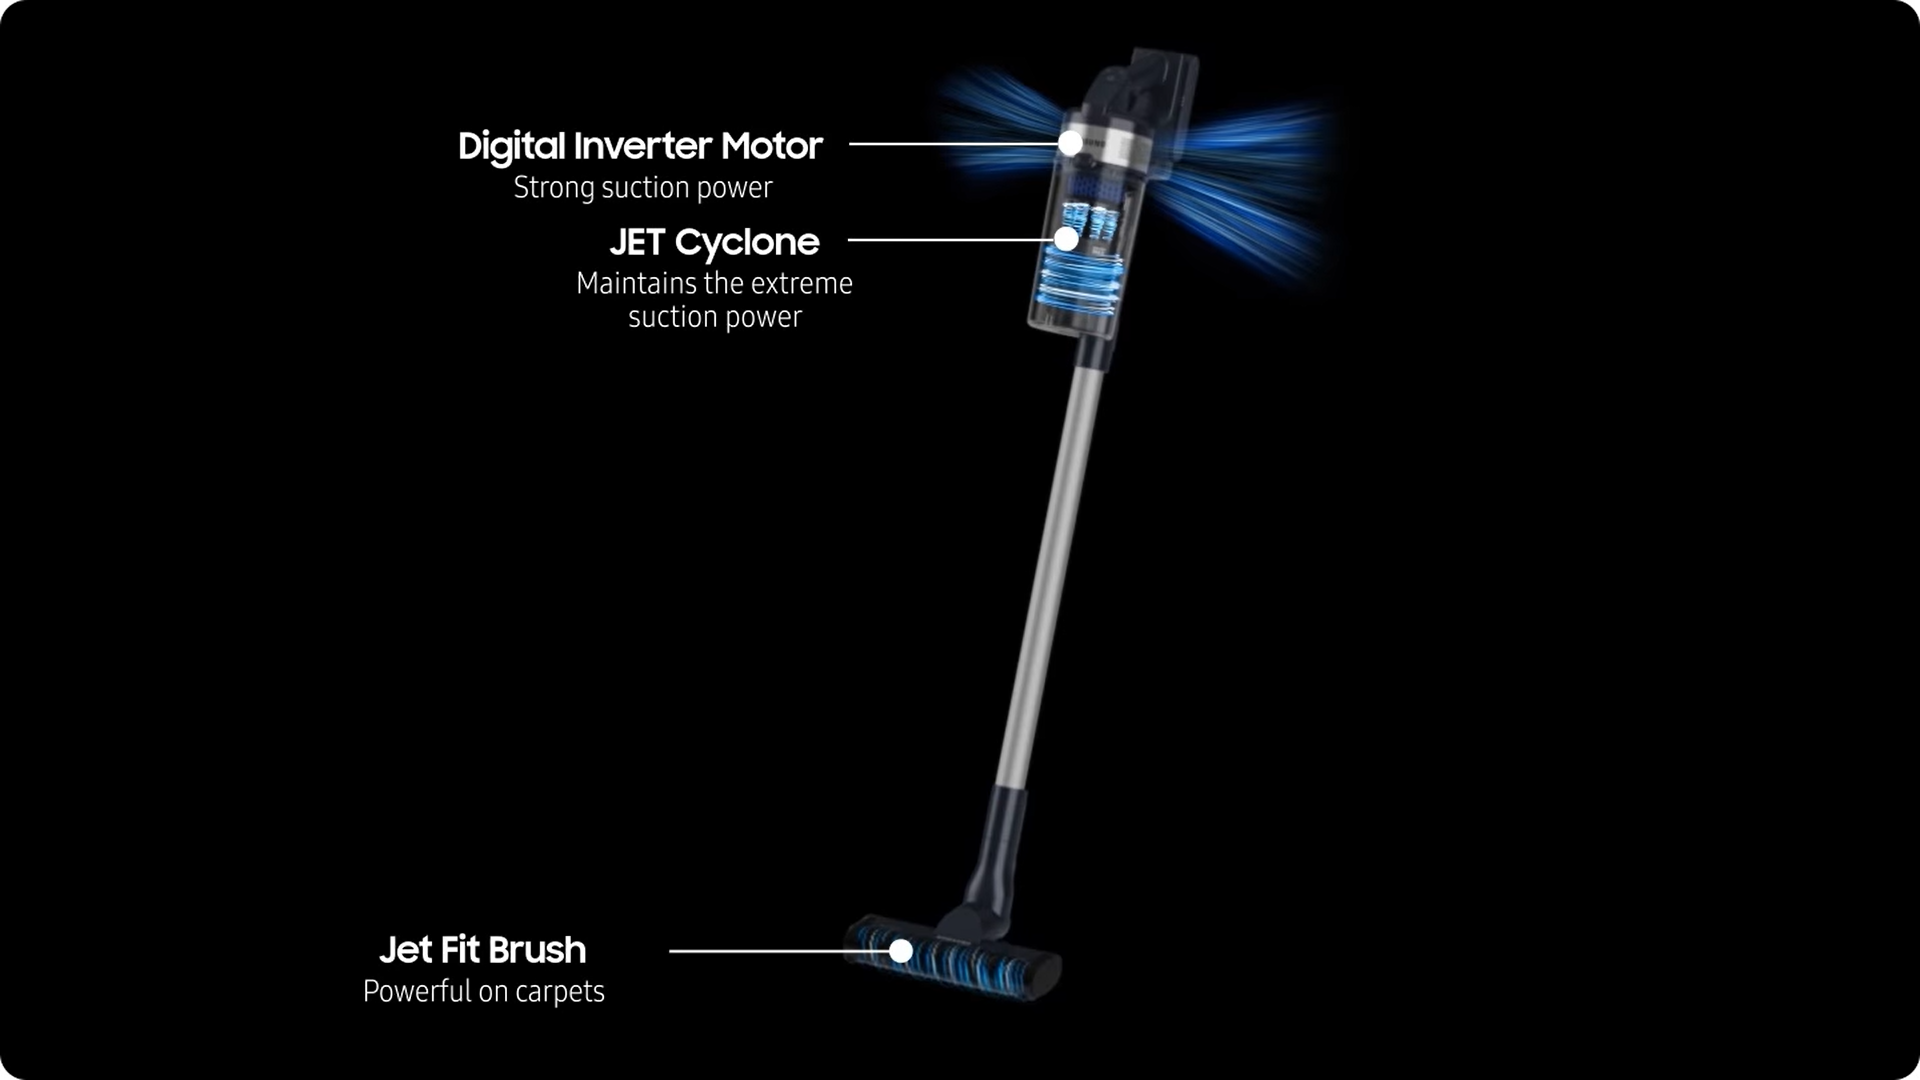 Digital Inverter Motor
Strong suction power
JET Cyclone
Maintains the extreme
suction power
Jet Fit Brush
Powerful on carpets